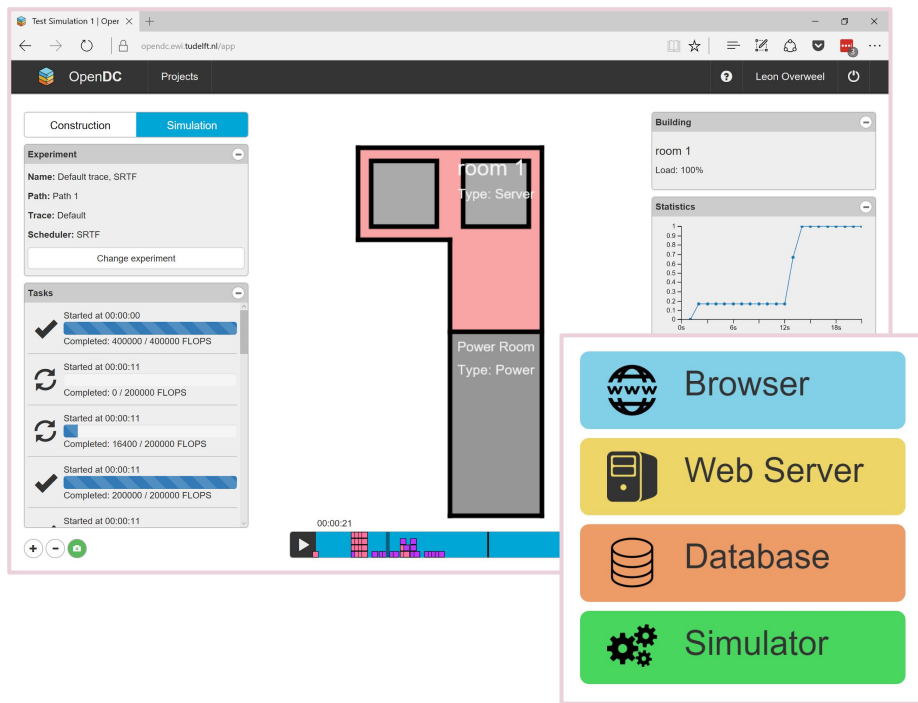 Test Simulation 1 | Oper
opendc.ewi.tudelft.nl/app
3
OpenDC
Projects
?
Leon Overweel
Construction
Simulation
Experiment
Name: Default trace, SRTF
Path: Path 1
Trace: Default
Scheduler: SRTF
Change experiment
Tasks
Started at 00:00:00
Completed: 400000 / 400000 FLOPS
Started at 00:00:11
Completed: 0 / 200000 FLOPS
Started at 00:00:11
Completed: 16400 / 200000 FLOPS
Started at 00:00:11
Completed: 200000 / 200000 FLOPS
Started at 00:00:11
room 1
Type: Server
Power Room
Type: Power
00:00:21
Building
room 1
Load: 100%
Statistics
1
0.9
0.8
0.7
0.6
0.5
0.4
0.3
0.2
0.1
0
0s 6s 12s 18s
WWW
Browser
Web Server
Database
Simulator